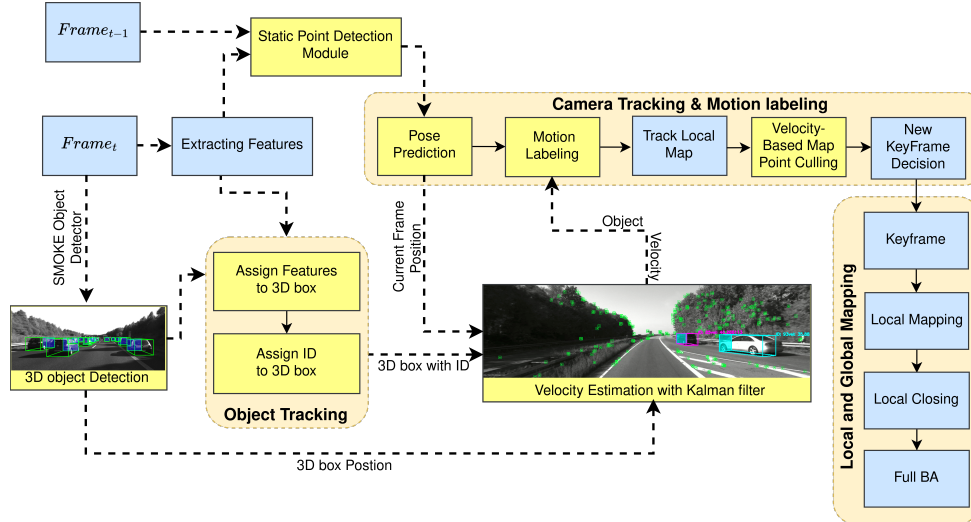 Frame_{t-1}
Static Point Detection
Module
Camera Tracking & Motion labeling
Frame_t
Extracting Features
Pose
Prediction
Motion
Labeling
Track Local
Map
Velocity-
Based Map
Point Culling
New
KeyFrame
Decision
SMOKE Object
Detector
Current Frame
Position
Object
Velocity
Assign Features
to 3D box
Assign ID
to 3D box
Object Tracking
3D object Detection
3D box with ID
Velocity Estimation with Kalman filter
3D box Postion
Local and Global Mapping
Keyframe
Local Mapping
Local Closing
Full BA